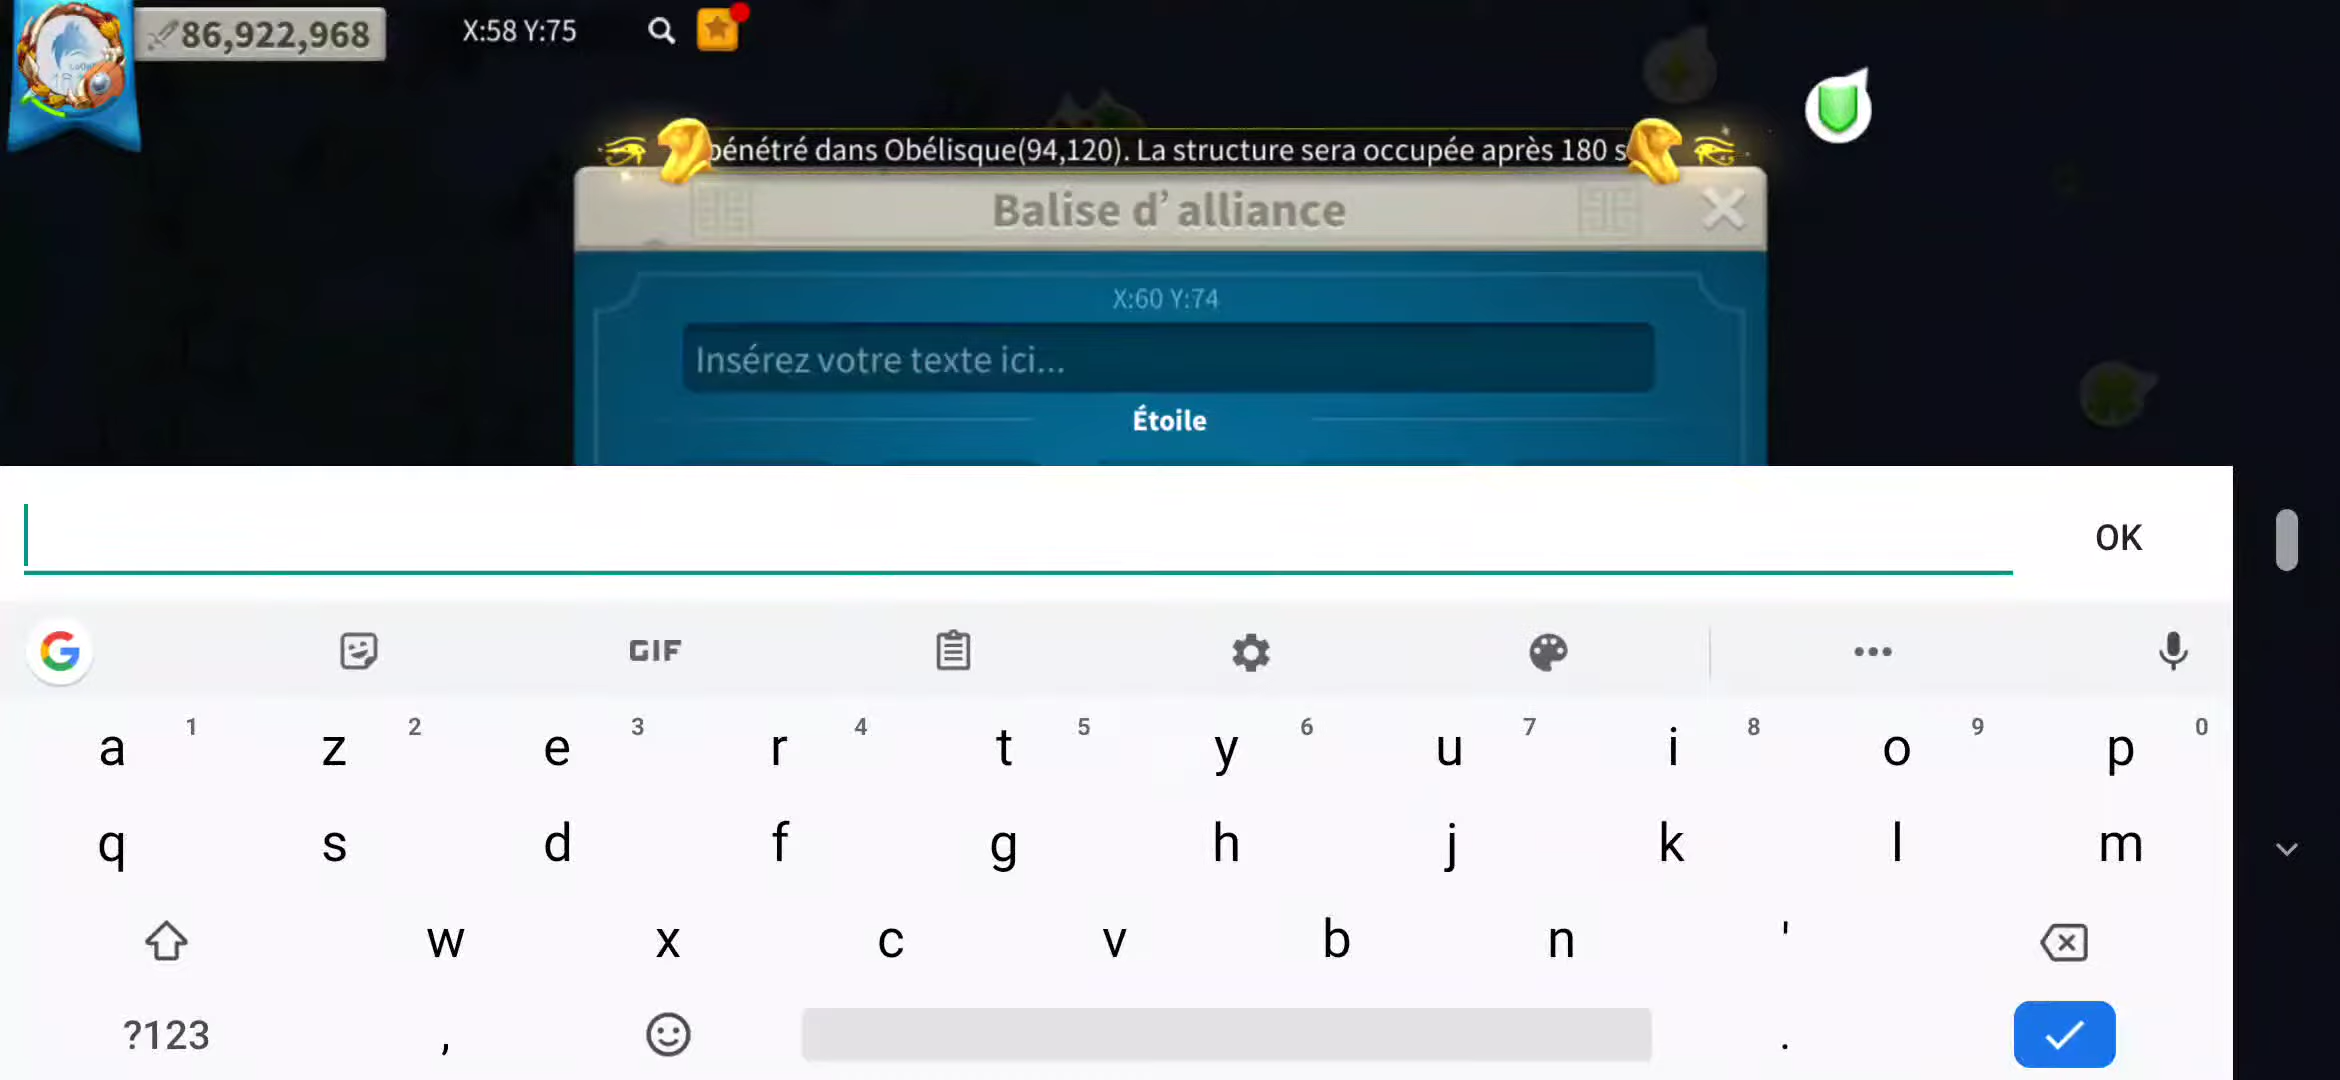 86,922,968
X:58 Y:75
pénétré dans Obélisque(94,120). La structure sera occupée après 180 s
Balise d’alliance
X:60 Y:74
Insérez votre texte ici...
Étoile
OK
GIF
a 1 z 2 e 3 r 4 t 5 y 6 u 7 i 8 o 9 p 0
q s d f g h j k l m
w x c v b n '
?123 , .